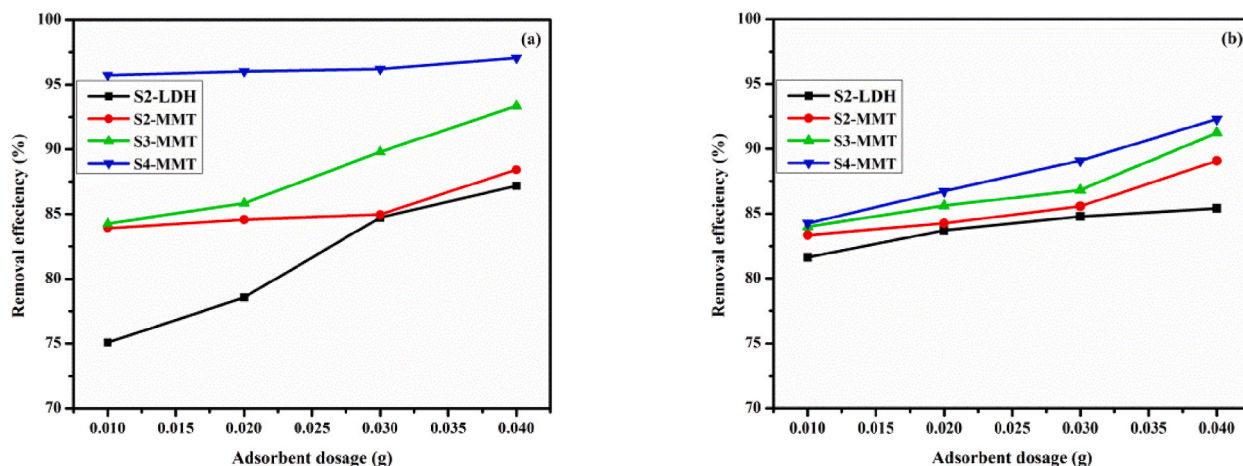 100
95
90
85
80
75
70
Removal effeciency (%)
(a)
S2-LDH
S2-MMT
S3-MMT
S4-MMT
0.010 0.015 0.020 0.025 0.030 0.035 0.040
Adsorbent dosage (g)
100
95
90
85
80
75
70
Removal effeciency (%)
(b)
S2-LDH
S2-MMT
S3-MMT
S4-MMT
0.010 0.015 0.020 0.025 0.030 0.035 0.040
Adsorbent dosage (g)